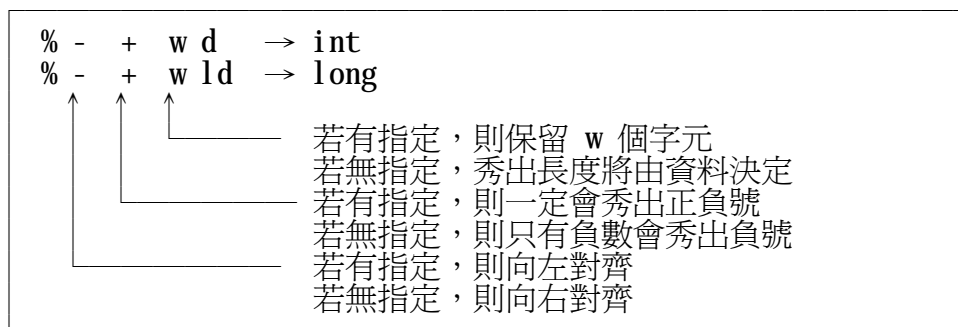 % - + w d → int
% - + w ld → long
若有指定，則保留 w 個字元
若無指定，秀出長度將由資料決定
若有指定，則一定會秀出正負號
若無指定，則只有負數會秀出負號
若有指定，則向左對齊
若無指定，則向右對齊